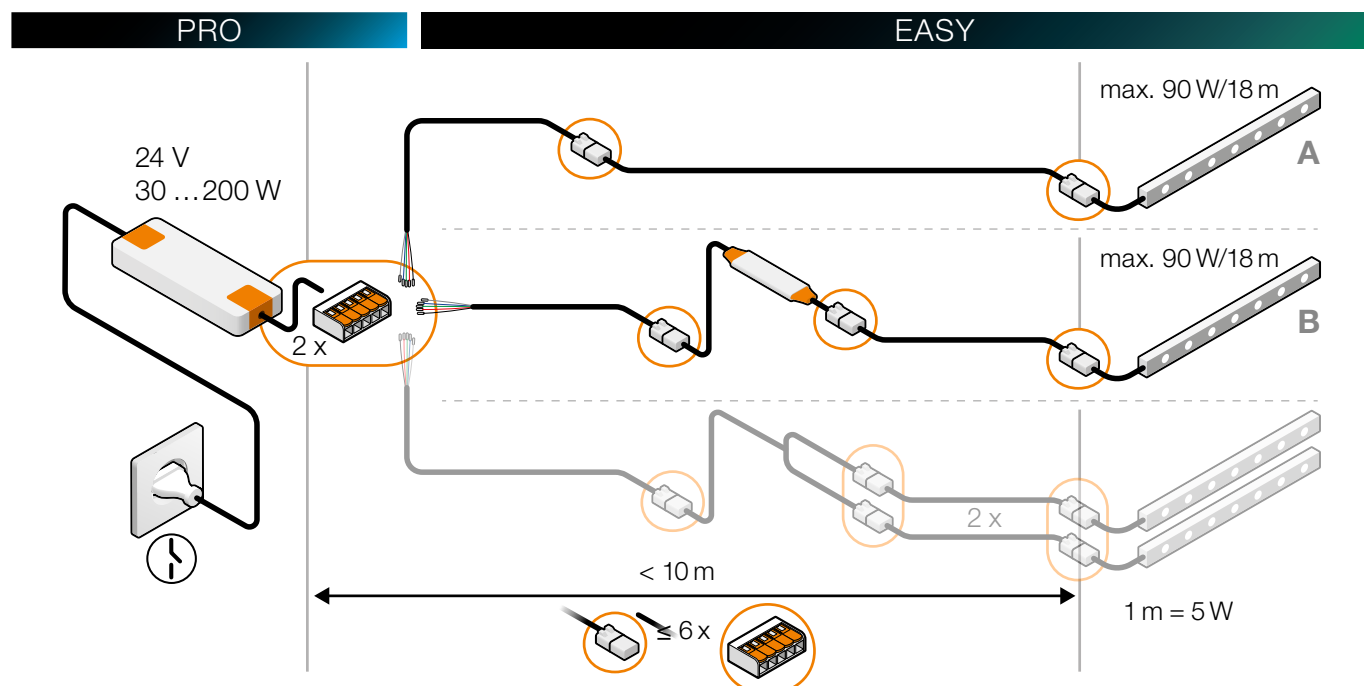 PRO
EASY
max. 90 W/18 m
A
24 V
30 ...200 W
max. 90 W/18 m
B
2 x
2 x
< 10 m
1 m = 5 W
≤ 6 x